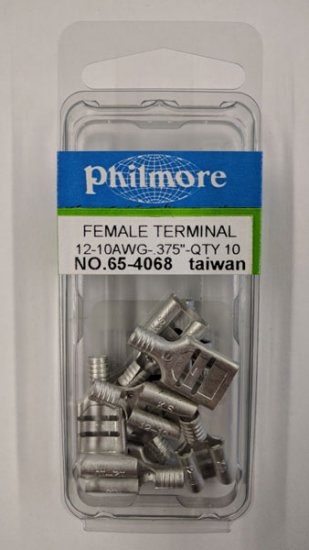 Philmore
FEMALE TERMINAL
12-10AWG-.375"-QTY 10
NO.65-4068 taiwan